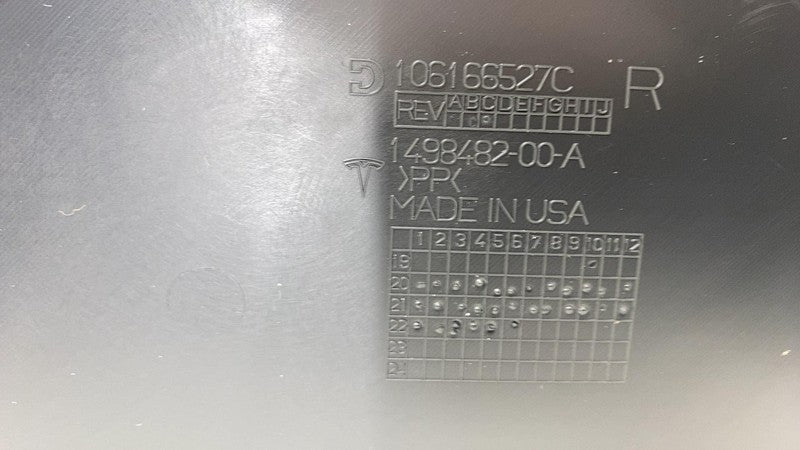 106166527C R
REV A B C D E F G H I J
1498482-00-A
>PP<
MADE IN USA
1 2 3 4 5 6 7 8 9 10 11 12
19
20
21
22
23
24